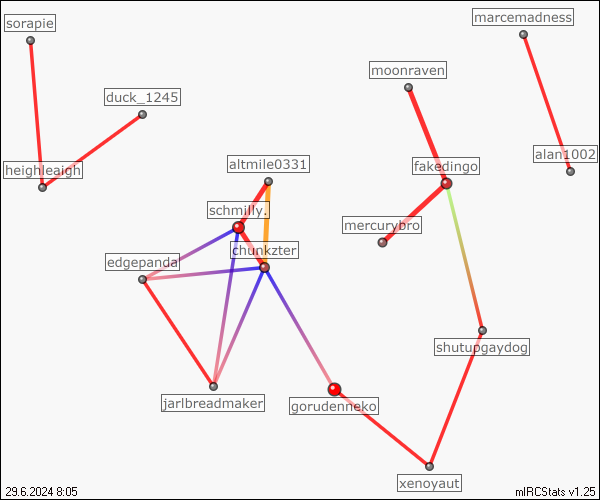 marcemadness
sorapie
moonraven
duck_1245
alan1002
altmile0331
fakedingo
heighleaigh
schmilly.
mercurybro
chunkzter
edgepanda
shutupgaydog
jarlbreadmaker
gorudenneko
xenoyaut
29.6.2024 8:05
mIRCStats v1.25